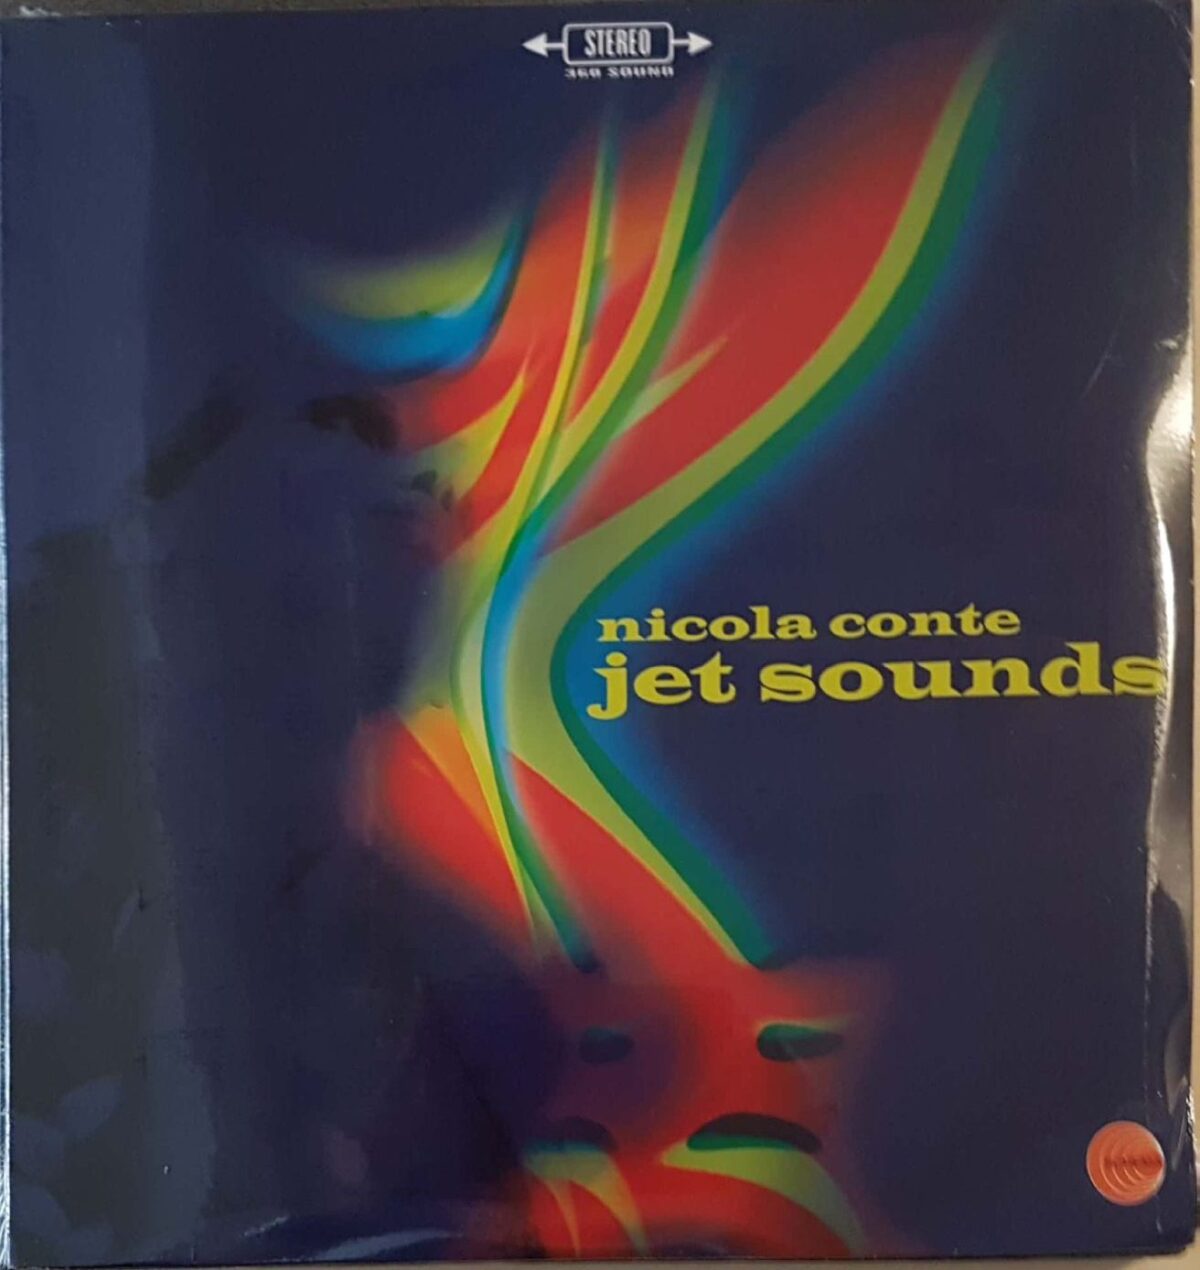 STEREO
360 SOUND
nicola conte
jet sounds